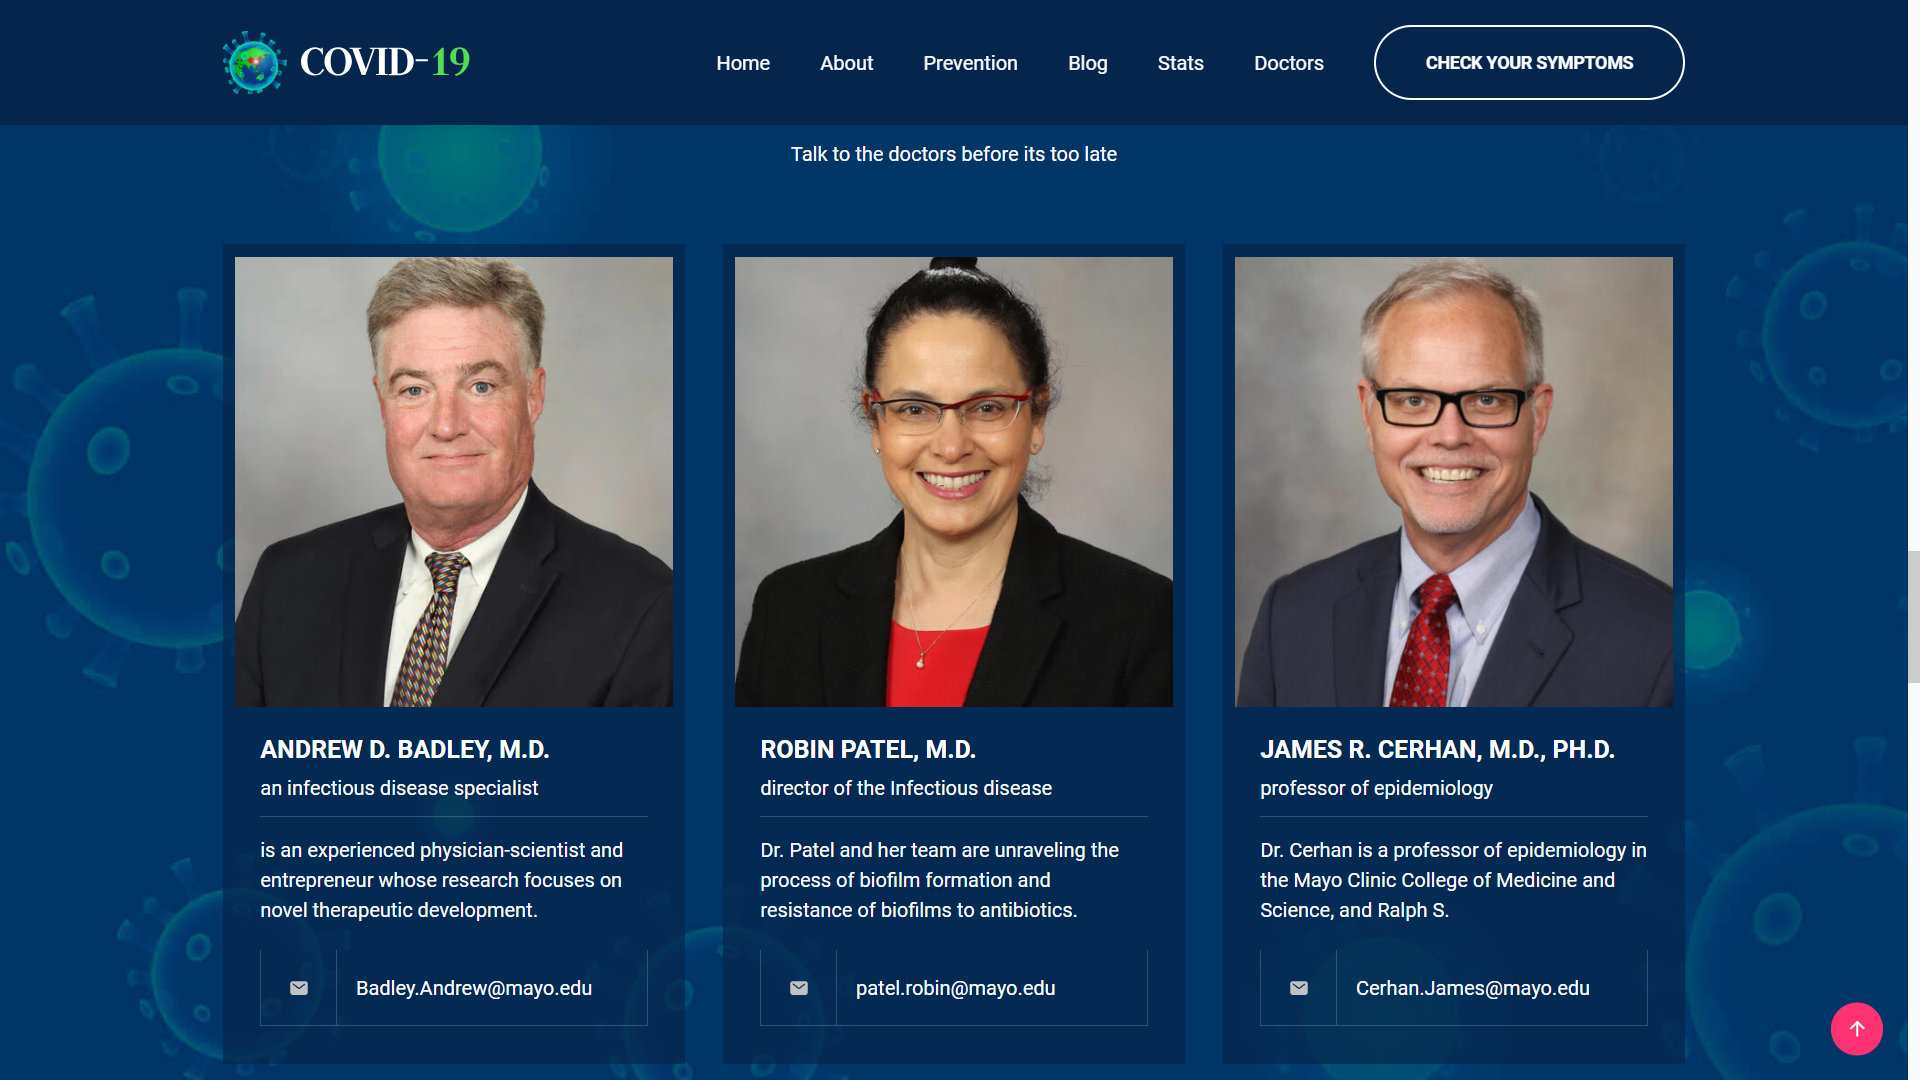 COVID-19
Home
About
Prevention
Blog
Stats
Doctors
CHECK YOUR SYMPTOMS
Talk to the doctors before its too late
ANDREW D. BADLEY, M.D.
an infectious disease specialist
is an experienced physician-scientist and
entrepreneur whose research focuses on
novel therapeutic development.
Badley.Andrew@mayo.edu
ROBIN PATEL, M.D.
director of the Infectious disease
Dr. Patel and her team are unraveling the
process of biofilm formation and
resistance of biofilms to antibiotics.
patel.robin@mayo.edu
JAMES R. CERHAN, M.D., PH.D.
professor of epidemiology
Dr. Cerhan is a professor of epidemiology in
the Mayo Clinic College of Medicine and
Science, and Ralph S.
Cerhan.James@mayo.edu